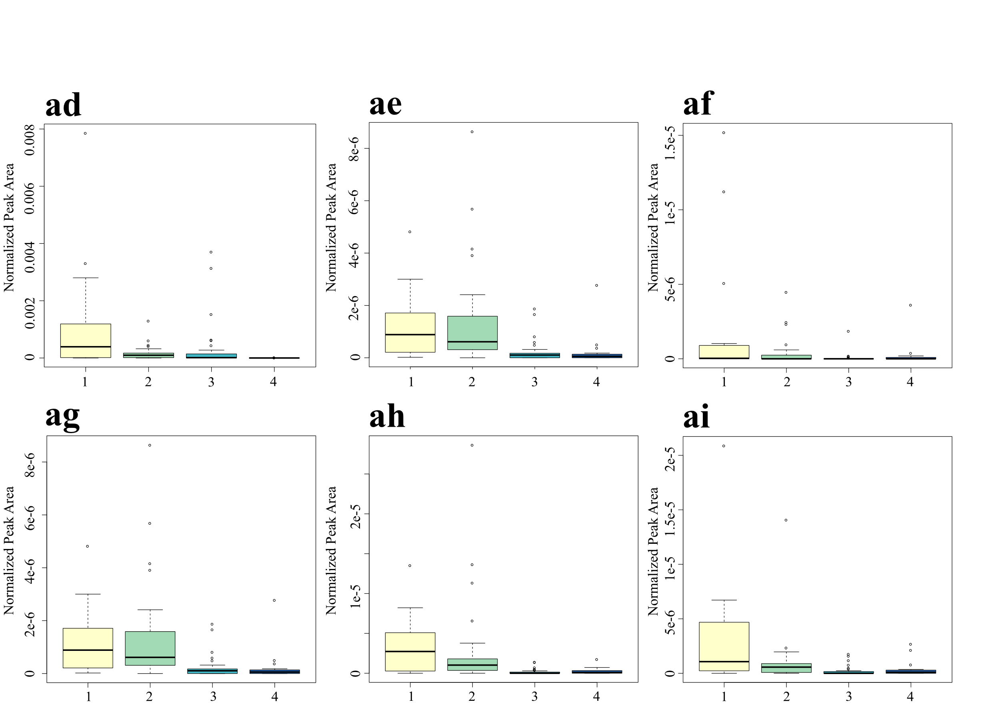 ad
Normalized Peak Area
0.008
0.006
0.004
0.002
0
1 2 3 4
ae
Normalized Peak Area
8e-6
6e-6
4e-6
2e-6
0
1 2 3 4
af
Normalized Peak Area
1.5e-5
1e-5
5e-6
0
1 2 3 4
ag
Normalized Peak Area
8e-6
6e-6
4e-6
2e-6
0
1 2 3 4
ah
Normalized Peak Area
2e-5
1e-5
0
1 2 3 4
ai
Normalized Peak Area
2e-5
1.5e-5
1e-5
5e-6
0
1 2 3 4